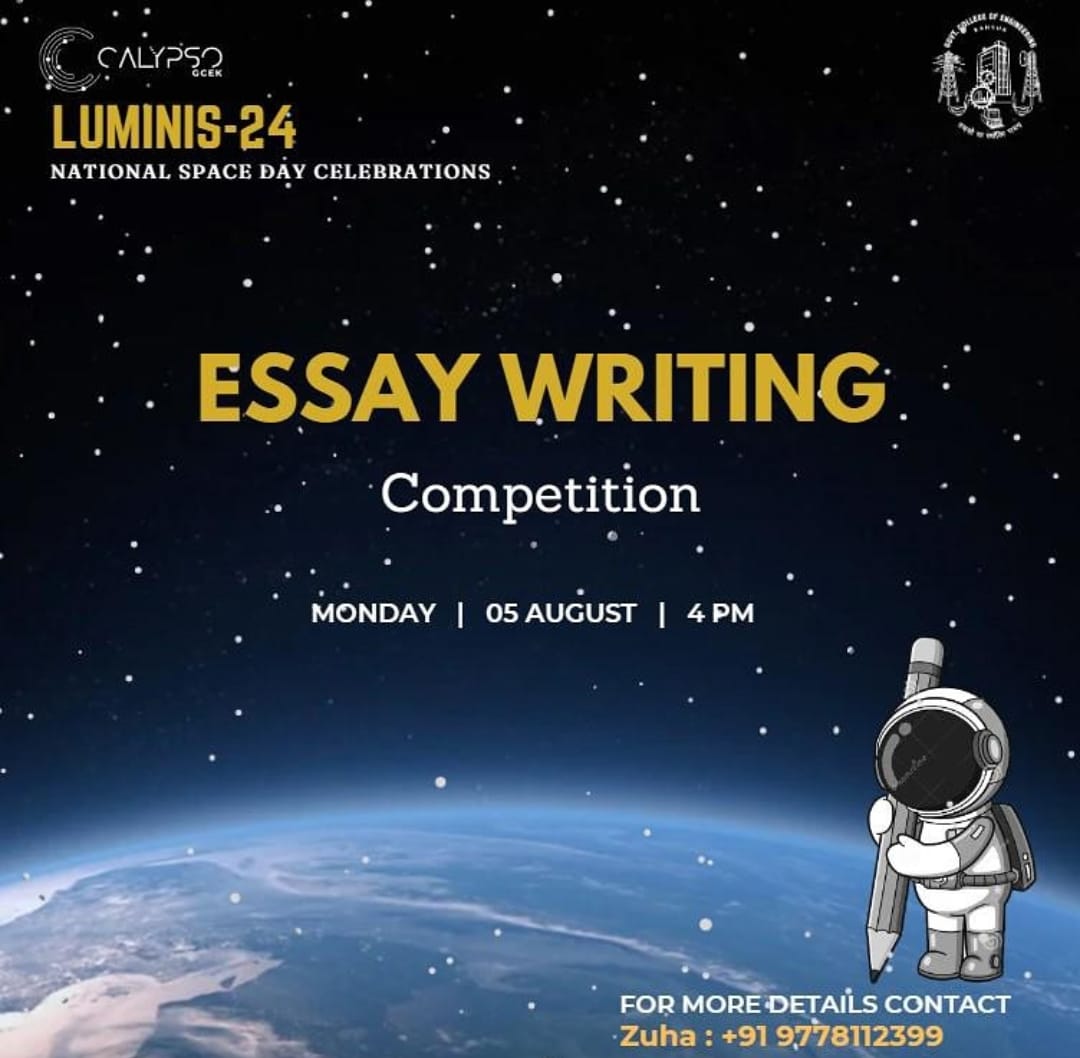 CALYPSO
GCEK
GOVT. COLLEGE OF ENGINEERING
KANNUR
LUMINIS-24
NATIONAL SPACE DAY CELEBRATIONS
ESSAY WRITING
Competition
MONDAY | 05 AUGUST | 4 PM
FOR MORE DETAILS CONTACT
Zuha : +91 9778112399